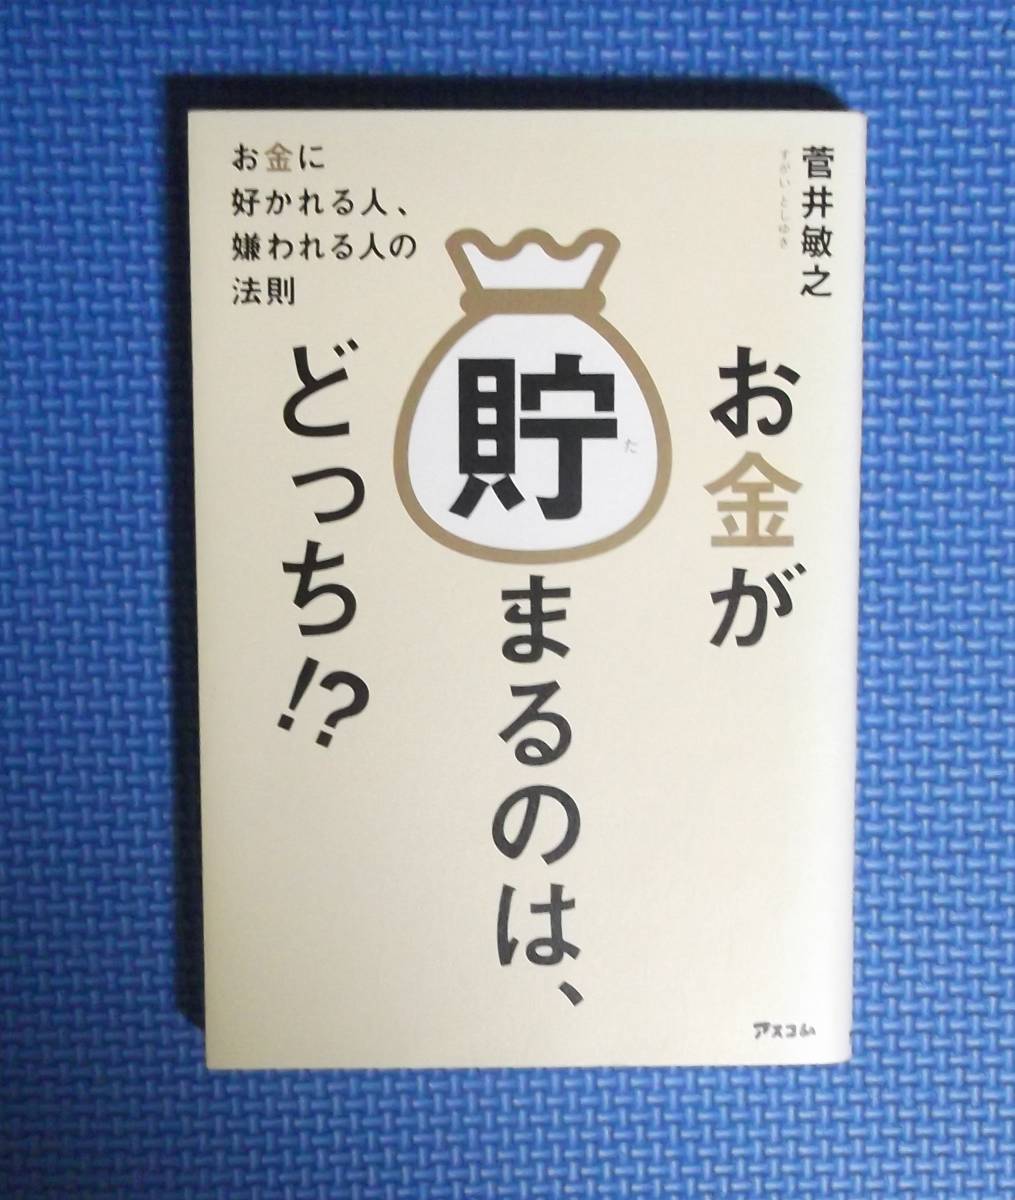 菅井敏之
すがい としゆき
お金が
貯まるのは、
た
どっち!?
お金に
好かれる人、
嫌われる人の
法則
アスコム